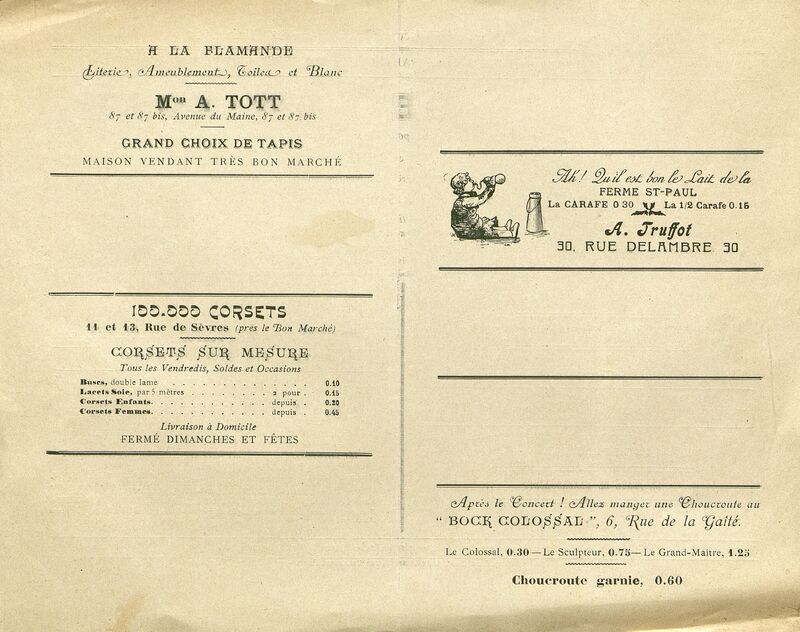 A LA FLAMANDE
Literie, Ameublement, Toiles et Blanc
Mon A. TOTT
87 et 87 bis, Avenue du Maine, 87 et 87 bis
GRAND CHOIX DE TAPIS
MAISON VENDANT TRÈS BON MARCHÉ
100.000 CORSETS
11 et 13, Rue de Sèvres (près le Bon Marché)
CORSETS SUR MESURE
Tous les Vendredis, Soldes et Occasions
Buscs, double lame . . . . . . . . . . . . . . . 0.10
Lacets Soie, par 5 mètres . . . . . . . . . 2 pour . 0.15
Corsets Enfants. . . . . . . . . . . . . depuis . 0.20
Corsets Femmes. . . . . . . . . . . . . depuis . 0.45
Livraison à Domicile
FERMÉ DIMANCHES ET FÊTES
Ah! Qu'il est bon le Lait de la
FERME ST-PAUL
La CARAFE 0 30 La 1/2 Carafe 0.15
A. Truffot
30, RUE DELAMBRE 30
Après le Concert ! Allez manger une Choucroute au
“ BOCK COLOSSAL ”, 6, Rue de la Gaîté.
Le Colossal, 0.30 — Le Sculpteur, 0.75 — Le Grand-Maître, 1.25
Choucroute garnie, 0.60